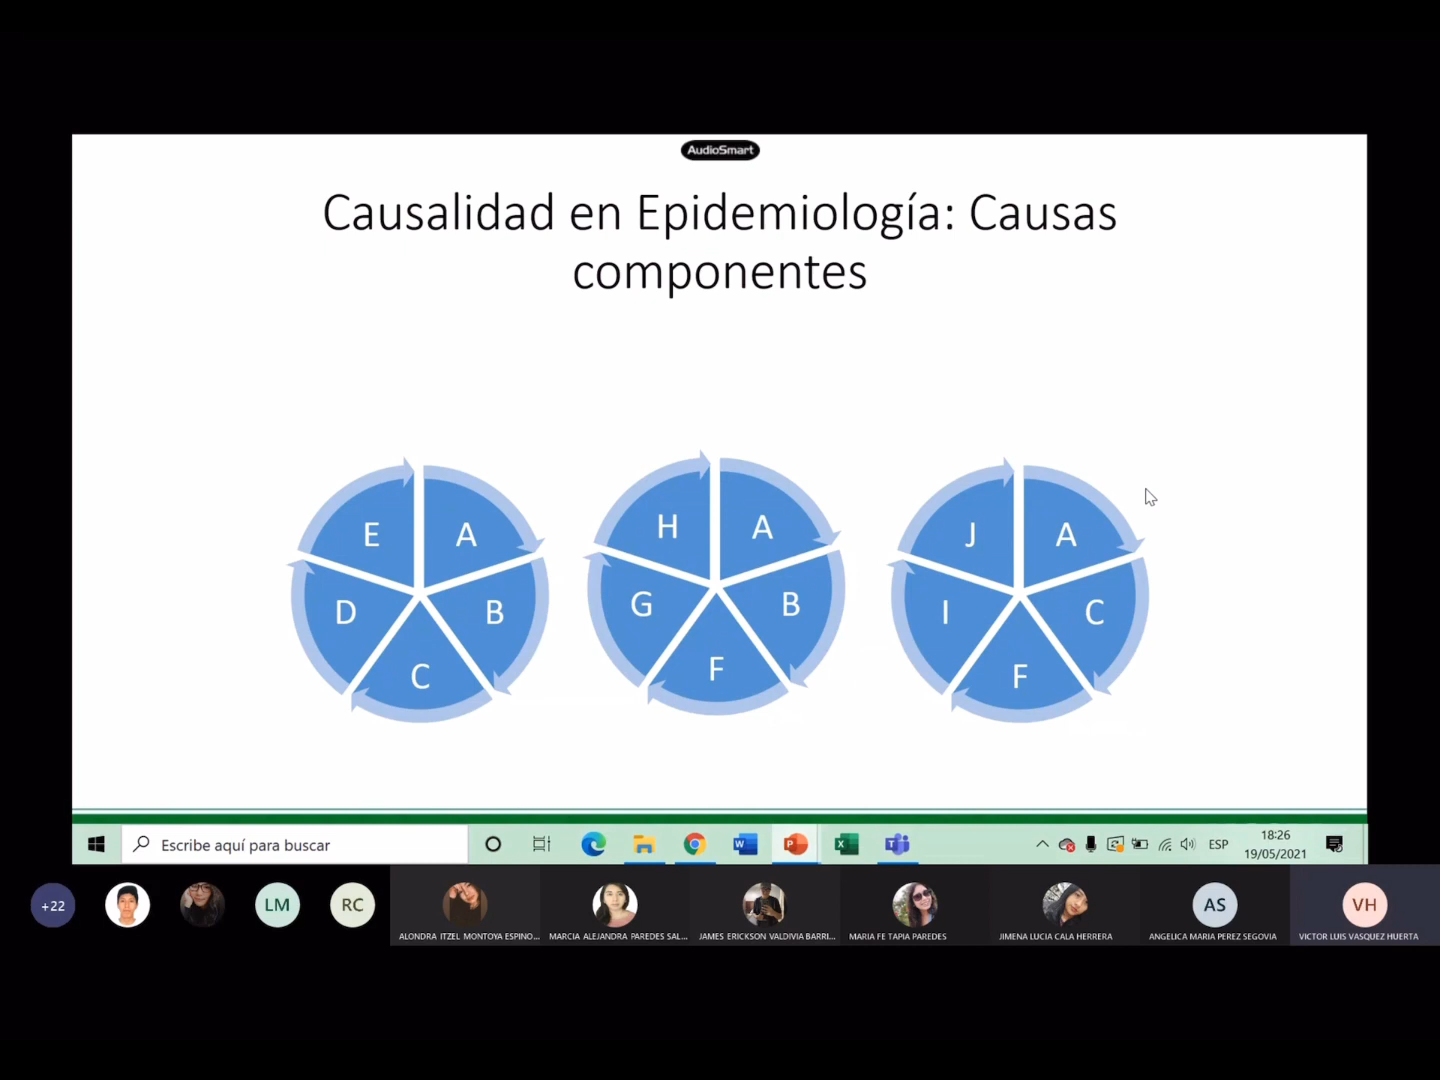 AudioSmart
Causalidad en Epidemiología: Causas
componentes
E
A
D
B
C
H
A
G
B
F
J
A
I
C
F
Escribe aquí para buscar
ESP
18:26
19/05/2021
+22
LM
RC
AS
VH
ALONDRA ITZEL MONTOYA ESPINO...
MARCIA ALEJANDRA PAREDES SAL...
JAMES ERICKSON VALDIVIA BARRI...
MARIA FE TAPIA PAREDES
JIMENA LUCIA CALA HERRERA
ANGELICA MARIA PEREZ SEGOVIA
VICTOR LUIS VASQUEZ HUERTA